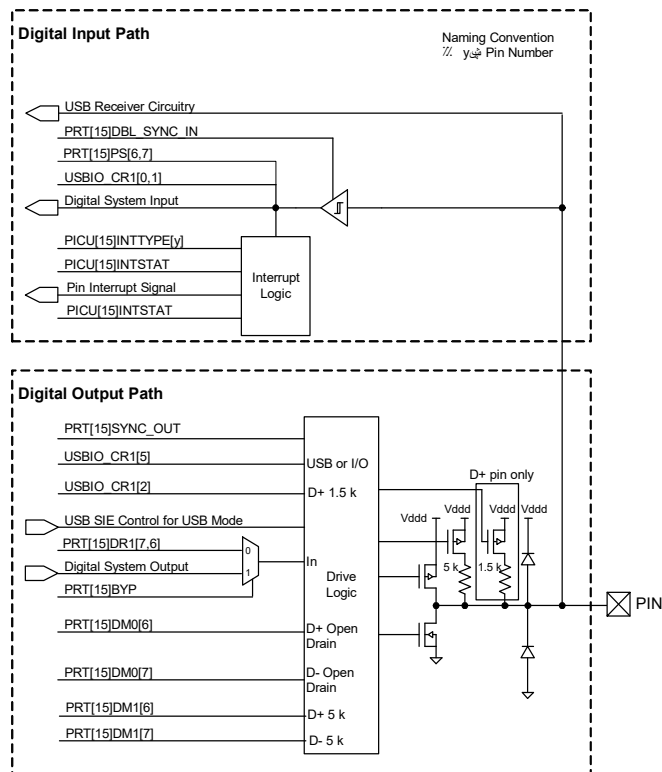 Digital Input Path
Naming Convention
y Pin Number
USB Receiver Circuitry
PRT[15]DBL_SYNC_IN
PRT[15]PS[6,7]
USBIO_CR1[0,1]
Digital System Input
PICU[15]INTTYPE[y]
PICU[15]INTSTAT
Pin Interrupt Signal
PICU[15]INTSTAT
Interrupt
Logic
Digital Output Path
PRT[15]SYNC_OUT
USBIO_CR1[5]
USB or I/O
USBIO_CR1[2]
D+ 1.5 k
D+ pin only
Vddd
Vddd
Vddd
Vddd
USB SIE Control for USB Mode
PRT[15]DR1[7,6]
0
Digital System Output
1
PRT[15]BYP
In
Drive
Logic
5 k
1.5 k
PIN
PRT[15]DM0[6]
D+ Open
Drain
PRT[15]DM0[7]
D- Open
Drain
PRT[15]DM1[6]
D+ 5 k
PRT[15]DM1[7]
D- 5 k